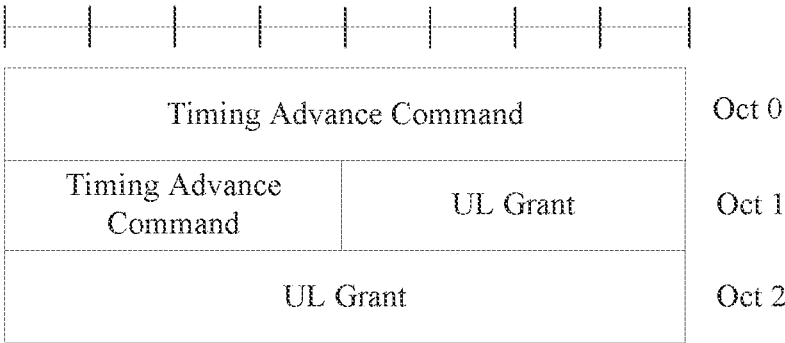 Timing Advance Command Oct 0
Timing Advance
Command
UL Grant Oct 1
UL Grant Oct 2